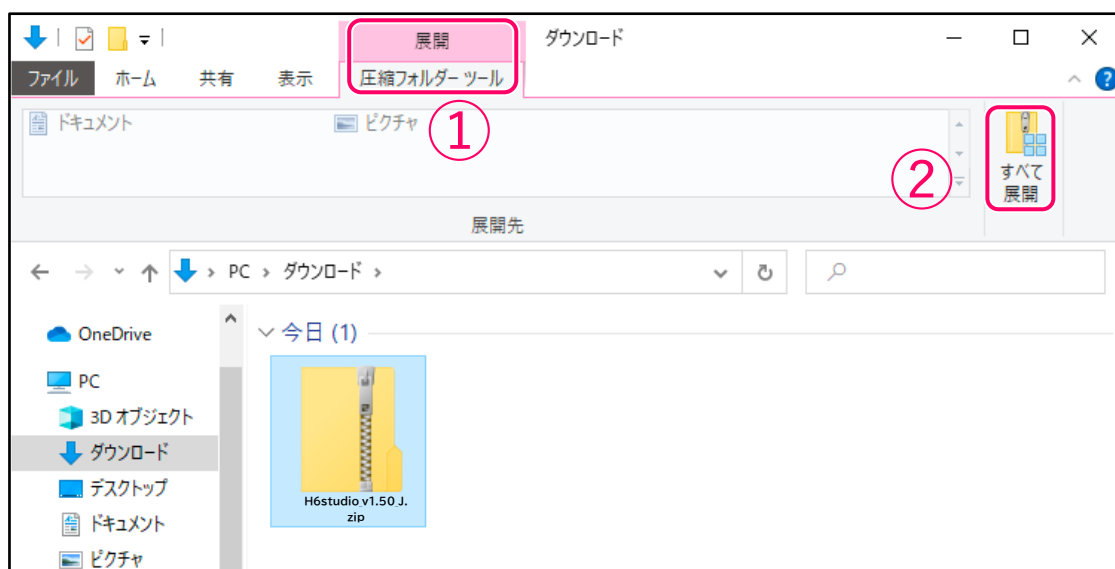 展開
ダウンロード
ファイル
ホーム
共有
表示
圧縮フォルダー ツール
?
ドキュメント
ピクチャ
①
②
すべて
展開
展開先
PC
ダウンロード
OneDrive
今日 (1)
PC
3D オブジェクト
ダウンロード
デスクトップ
ドキュメント
ピクチャ
H6studio_v1.50_J.
zip